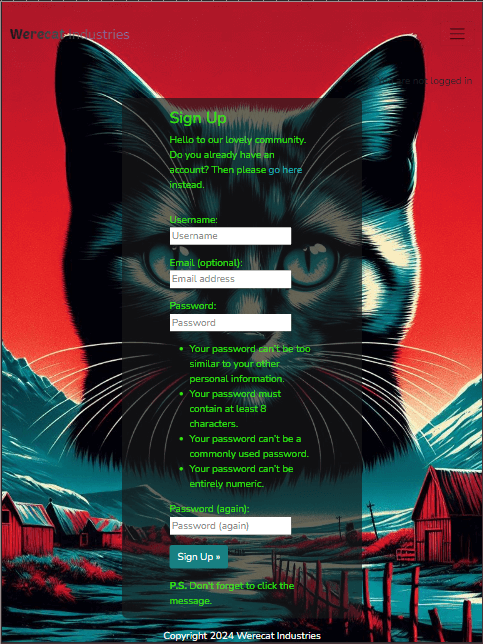 Werecat Industries
not logged in
Sign Up
Hello to our lovely community.
Do you already have an
account? Then please go here
instead.
Username:
Username
Email (optional):
Email address
Password:
Password
• Your password can't be too
similar to your other
personal information.
• Your password must
contain at least 8
characters.
• Your password can't be a
commonly used password.
• Your password can't be
entirely numeric.
Password (again):
Password (again)
Sign Up »
P.S. Don't forget to click the
message.
Copyright 2024 Werecat Industries